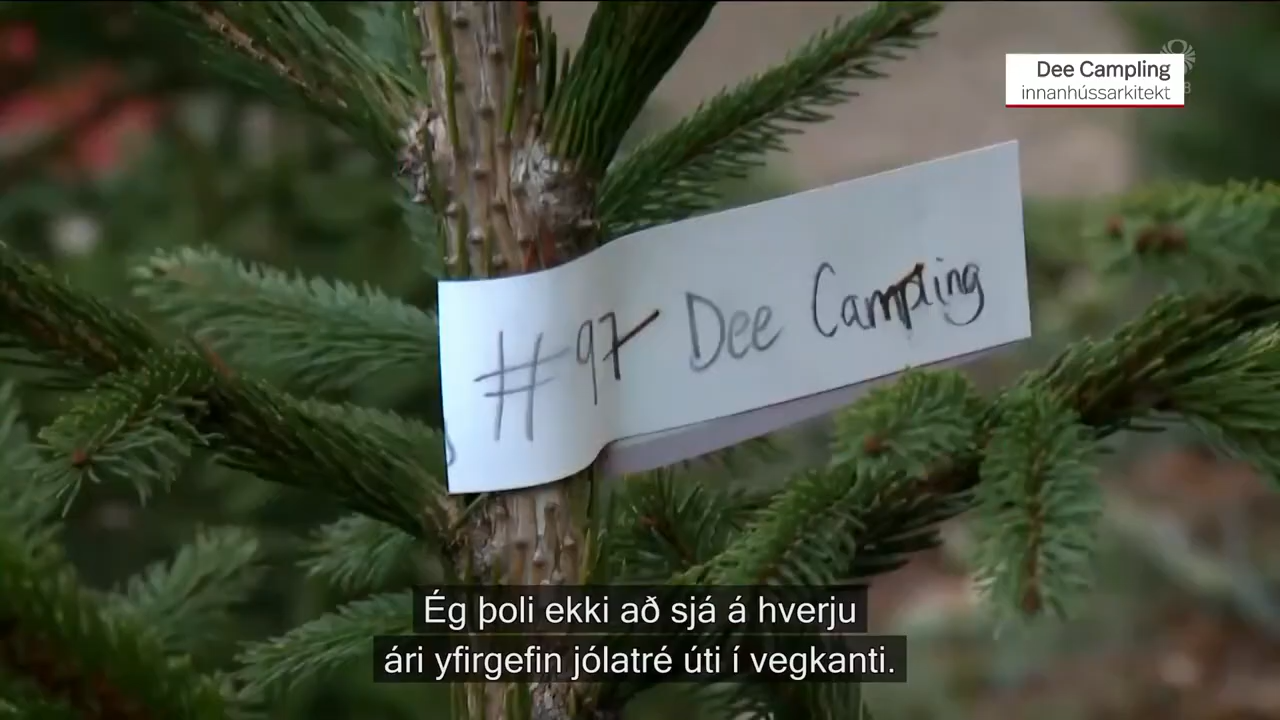 Dee Campling
innanhússarkitekt
#97 Dee Campling
Ég þoli ekki að sjá á hverju
ári yfirgefin jólatré úti í vegkanti.